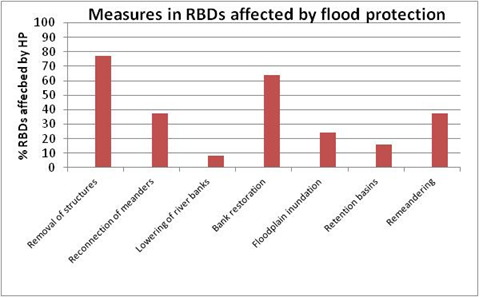 Measures in RBDs affected by flood protection
% RBDs affecbed by HP
100
90
80
70
60
50
40
30
20
10
0
Removal of structures
Reconnection of meanders
Lowering of river banks
Bank restoration
Floodplain inundation
Retention basins
Remeandering